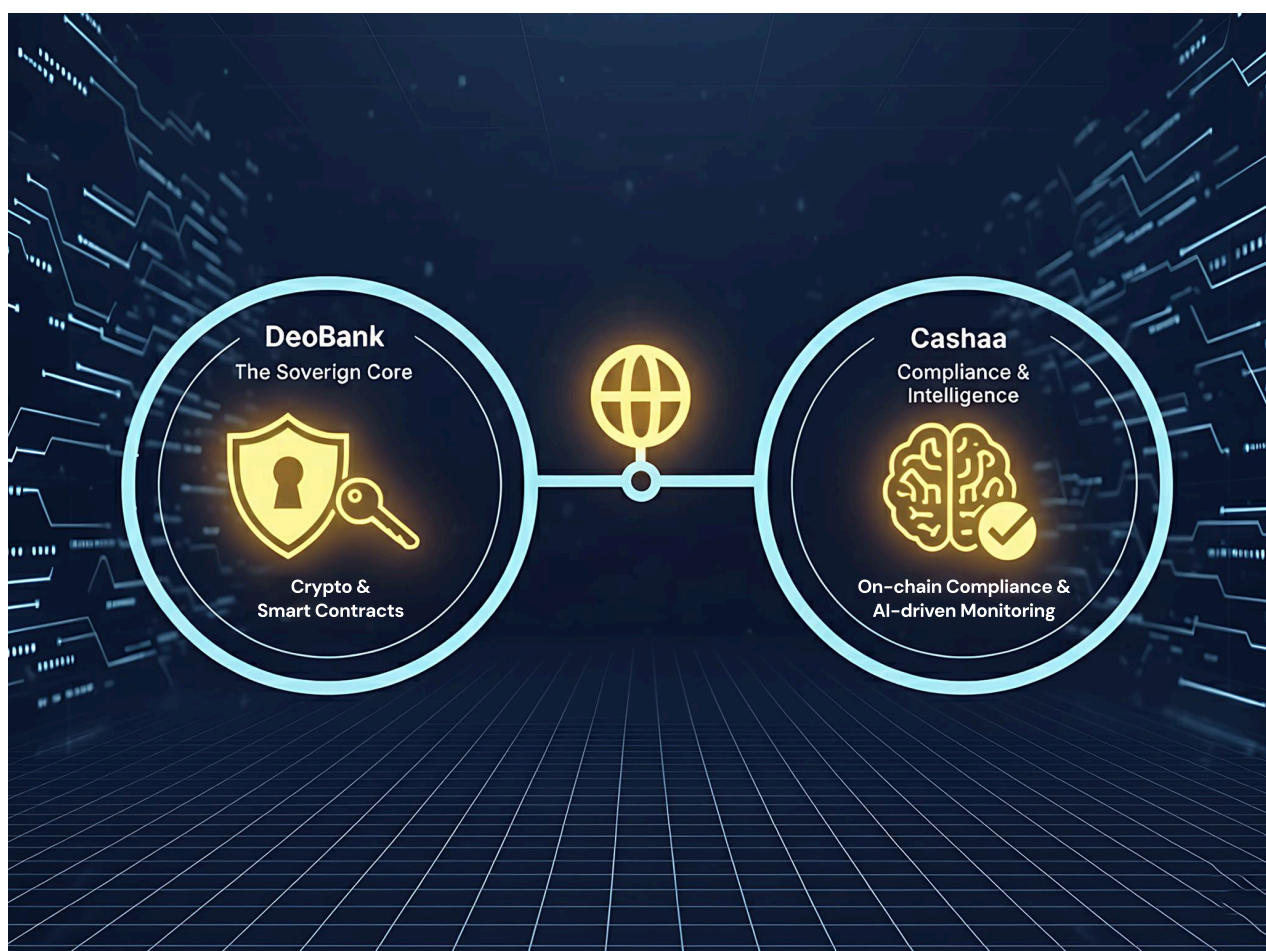 DeoBank
The Soverign Core
Crypto &
Smart Contracts
Cashaa
Compliance &
Intelligence
On-chain Compliance &
AI-driven Monitoring